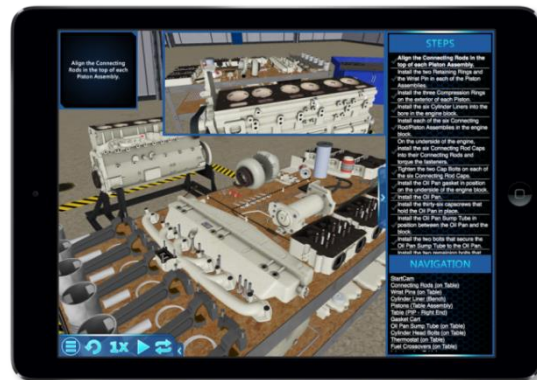 Align the Connecting
Rods in the top of each
Piston Assembly.
STEPS
Align the Connecting Rods in the
top of each Piston Assembly.
Install the two Retaining Rings and
the Wrist Pin in each of the Piston
Assemblies.
Install the three Compression Rings
on the exterior of each Piston.
Install the six Cylinder Liners into the
bore in the engine block.
Install each of the six Connecting
Rod/Piston Assemblies in the engine
block.
On the underside of the engine,
install the six Connecting Rod Caps
into their Connecting Rods and
torque the fasteners.
Tighten the two Cap Bolts on each of
the six Connecting Rod Caps.
Install the Oil Pan gasket in position
on the underside of the engine block.
Install the Oil Pan.
Install the thirty-six capscrews that
hold the Oil Pan in place.
Install the Oil Pan Sump Tube in
position between the Oil Pan and the
block.
Install the two bolts that secure the
Oil Pan Sump Tube to the Oil Pan.
Install the two remaining bolts that
NAVIGATION
StartCam
Connecting Rods (on Table)
Wrist Pins (on Table)
Cylinder Liner (Bench)
Pistons (Table Assembly)
Table (PIP - Right End)
Gasket Cart
Oil Pan Sump Tube (on Table)
Cylinder Head Bolts (on Table)
Thermostat (on Table)
Fuel Crossovers (on Table)
1X